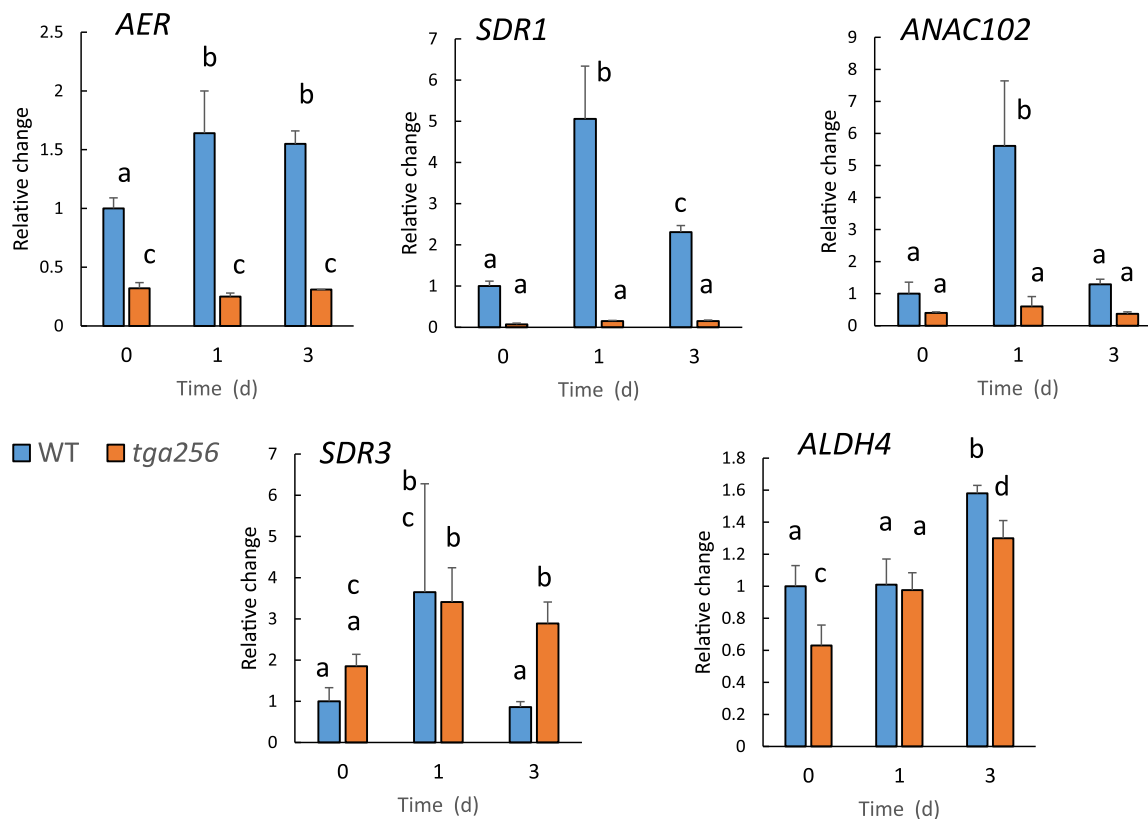 AER
Relative change
2.5
2
1.5
1
0.5
0
a
c
b
c
b
c
0
1
3
Time (d)
SDR1
Relative change
7
6
5
4
3
2
1
0
a
a
b
a
c
a
0
1
3
Time (d)
ANAC102
Relative change
9
8
7
6
5
4
3
2
1
0
a
a
b
a
a
a
0
1
3
Time (d)
WT
tga256
SDR3
Relative change
7
6
5
4
3
2
1
0
a
c
a
b
c
b
a
b
0
1
3
Time (d)
ALDH4
Relative change
1.8
1.6
1.4
1.2
1
0.8
0.6
0.4
0.2
0
a
c
a
a
b
d
0
1
3
Time (d)